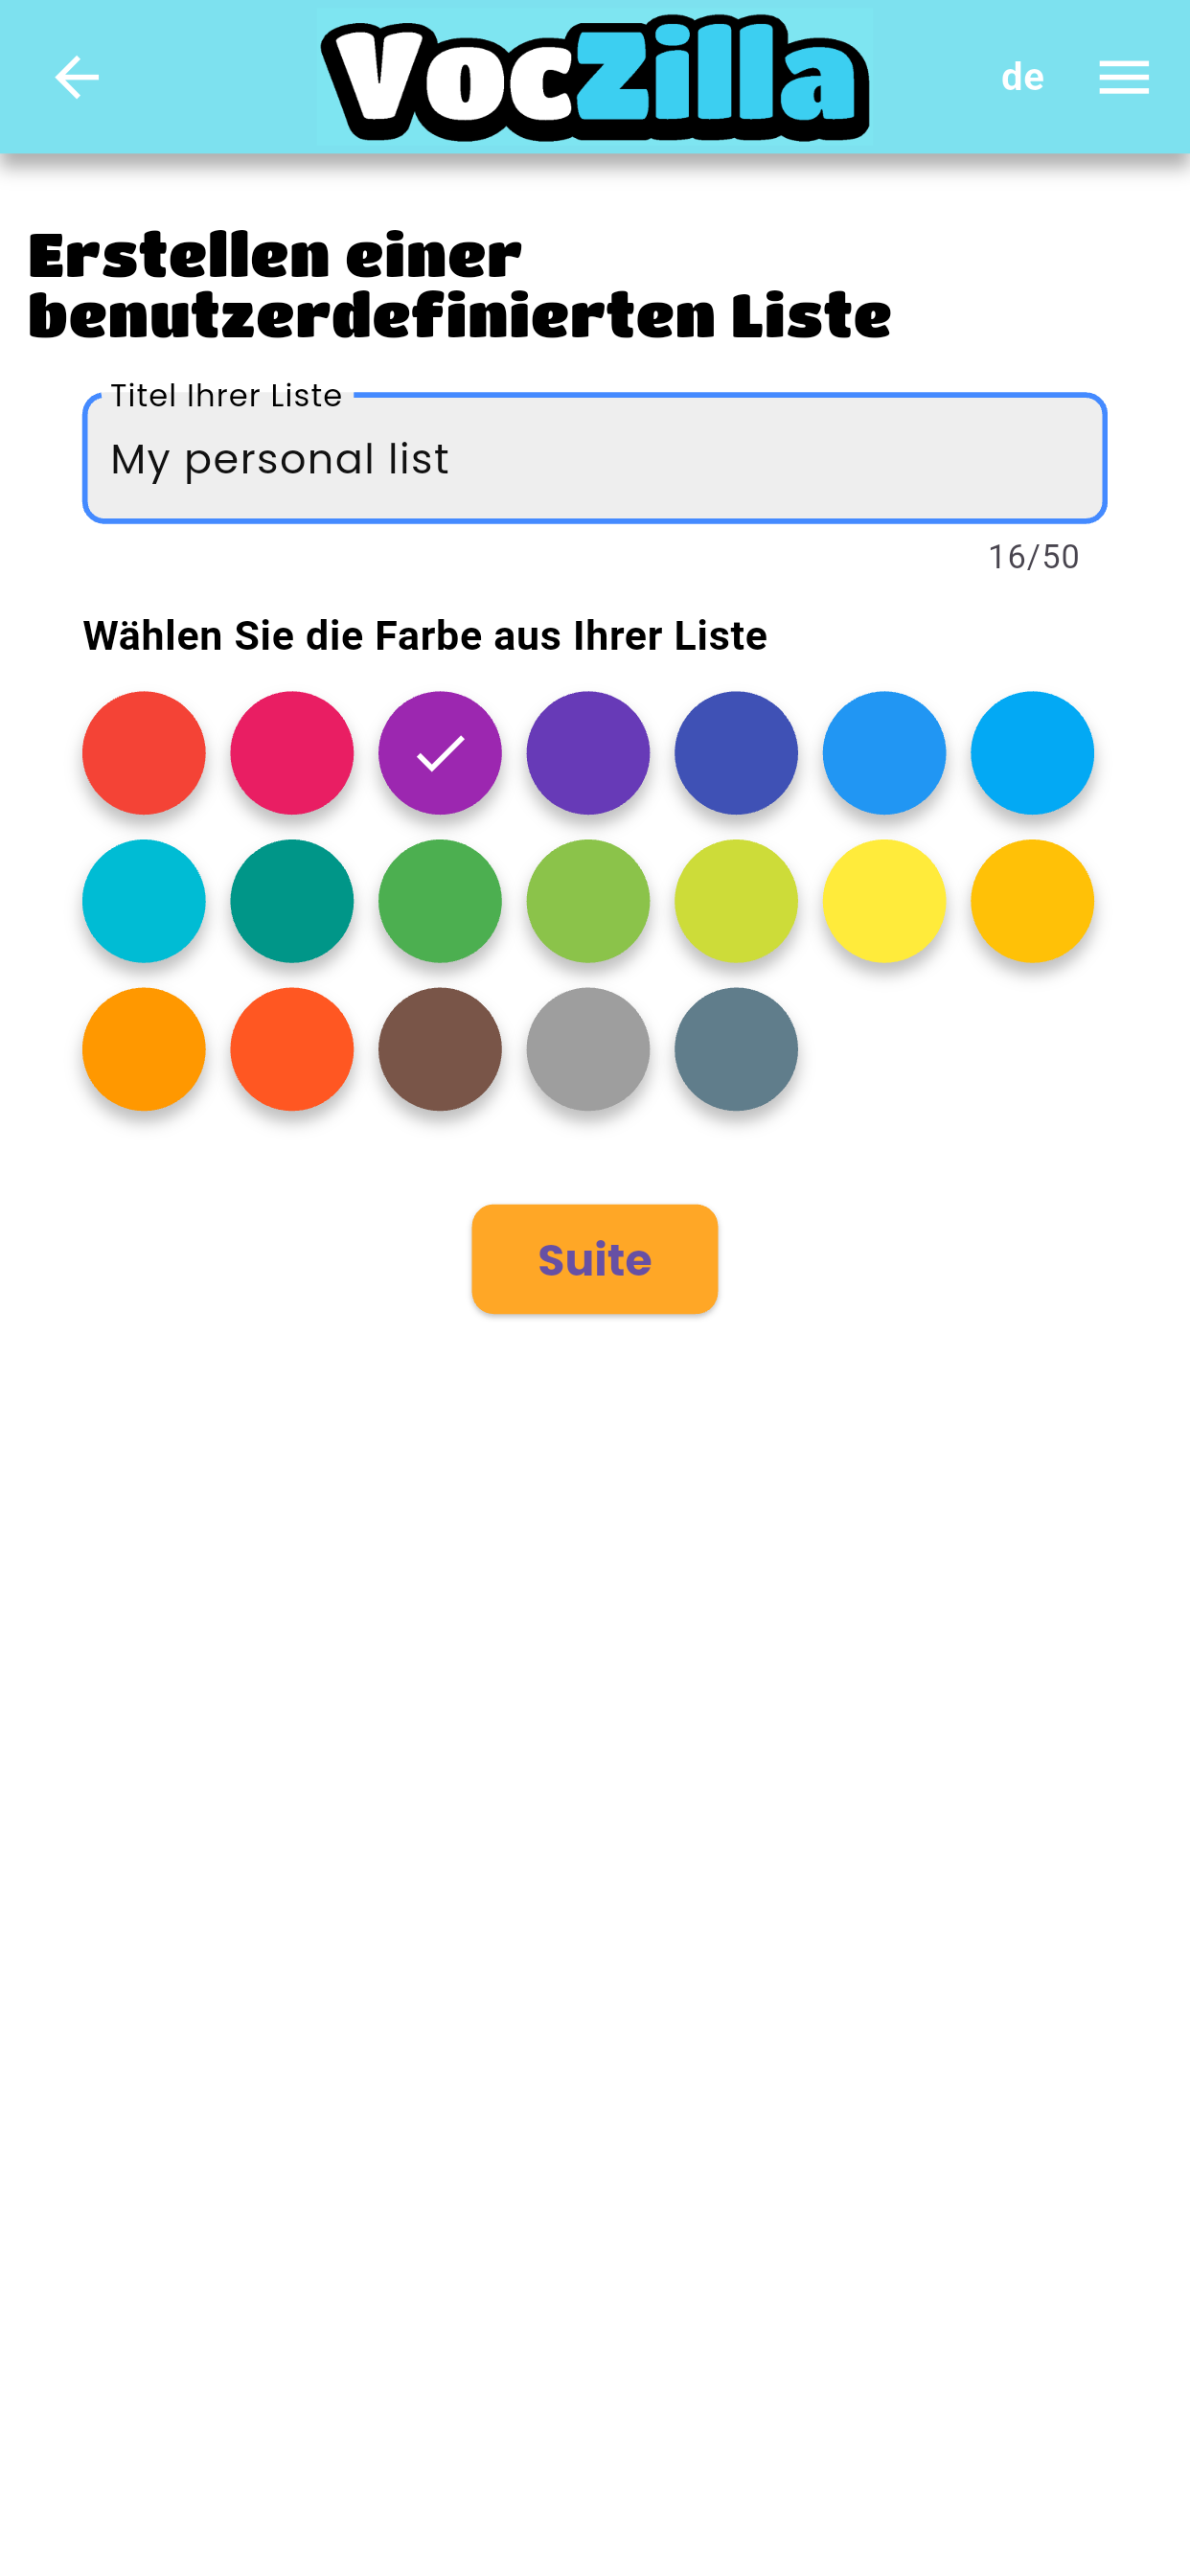 VocZilla
de
Erstellen einer
benutzerdefinierten Liste
Titel Ihrer Liste
My personal list
16/50
Wählen Sie die Farbe aus Ihrer Liste
Suite